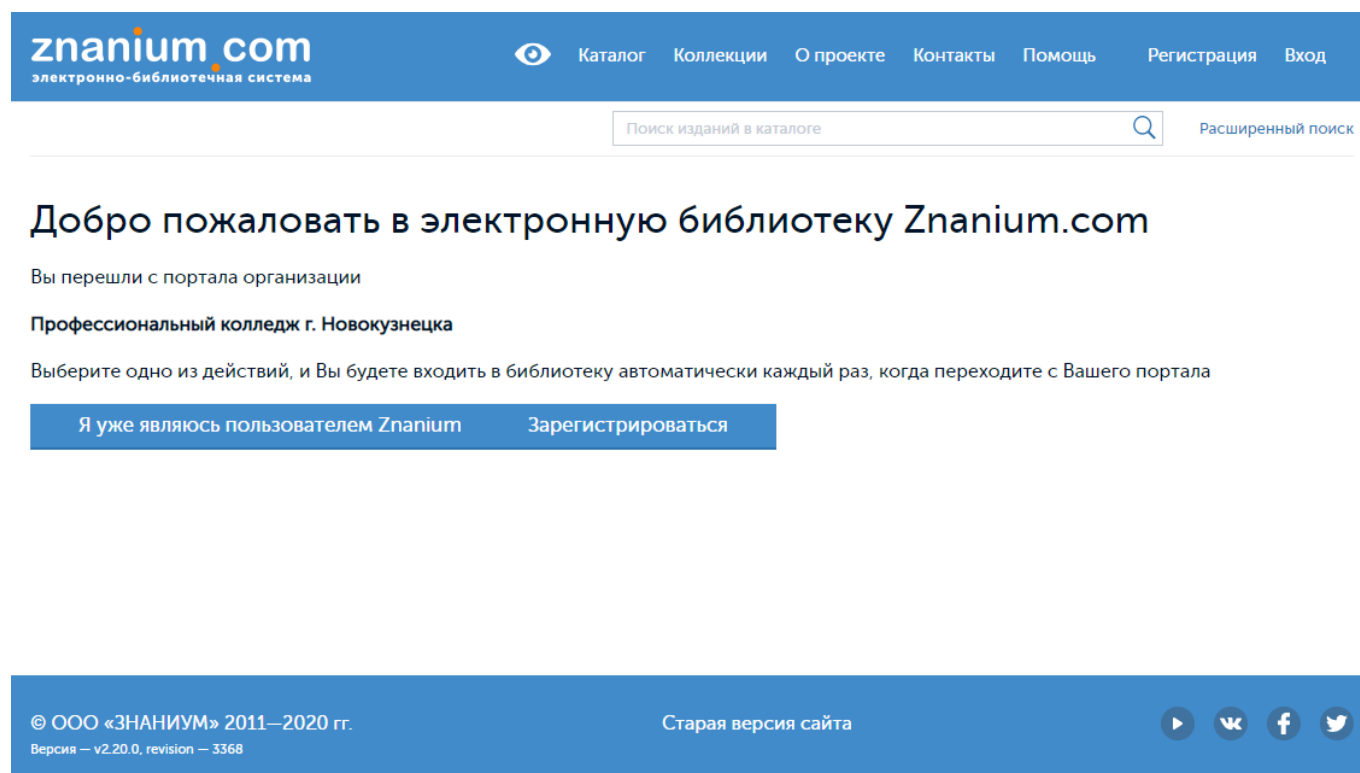 znanium.com
электронно-библиотечная система
Каталог Коллекции О проекте Контакты Помощь Регистрация Вход
Поиск изданий в каталоге
Расширенный поиск
Добро пожаловать в электронную библиотеку Znanium.com
Вы перешли с портала организации
Профессиональный колледж г. Новокузнецка
Выберите одно из действий, и Вы будете входить в библиотеку автоматически каждый раз, когда переходите с Вашего портала
Я уже являюсь пользователем Znanium Зарегистрироваться
© ООО «ЗНАНИУМ» 2011—2020 гг. Старая версия сайта
Версия — v2.20.0, revision — 3368